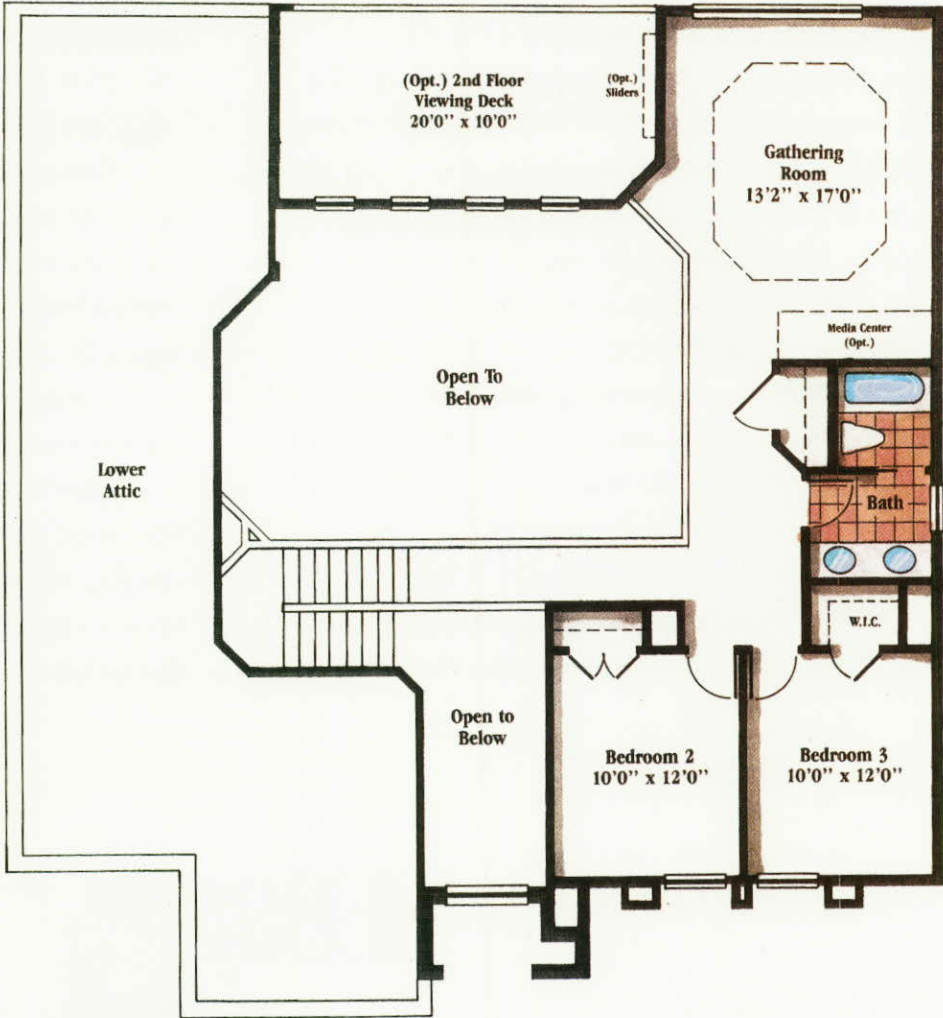 (Opt.) 2nd Floor
Viewing Deck
20'0'' x 10'0''
(Opt.)
Sliders
Gathering
Room
13'2'' x 17'0''
Media Center
(Opt.)
Open To
Below
Lower
Attic
Bath
W.I.C.
Open to
Below
Bedroom 2
10'0'' x 12'0''
Bedroom 3
10'0'' x 12'0''